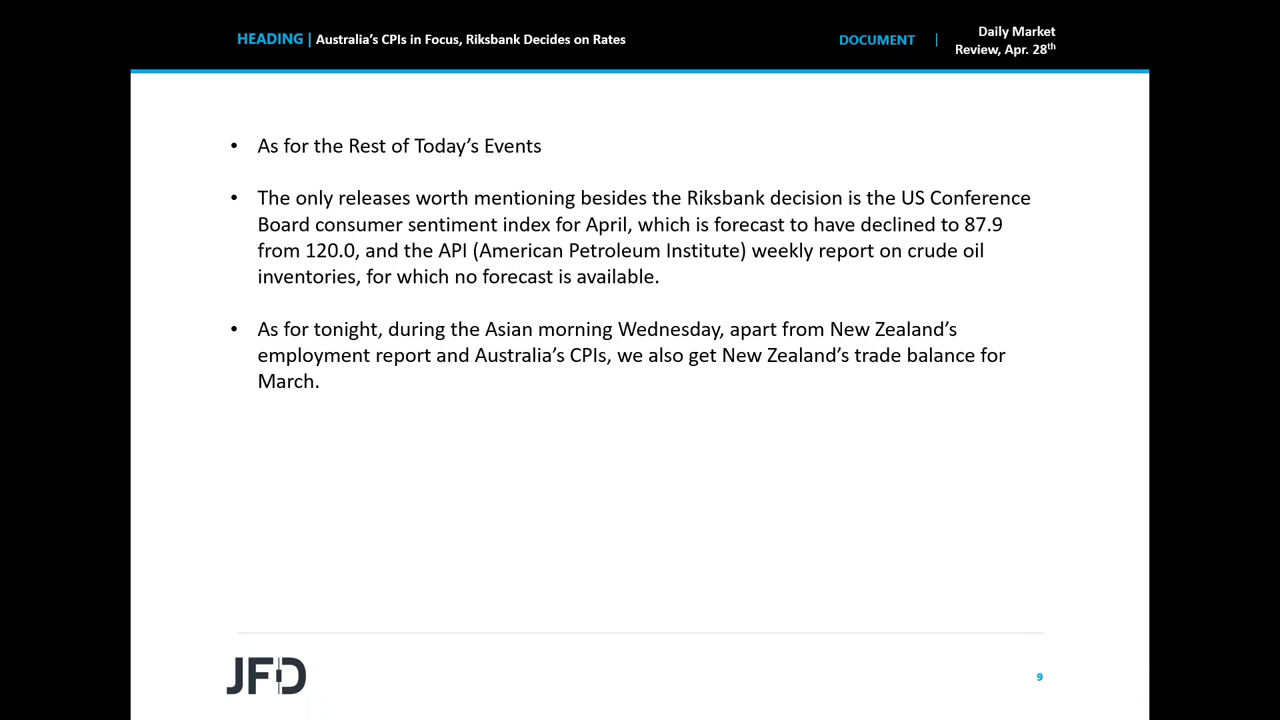 HEADING | Australia’s CPIs in Focus, Riksbank Decides on Rates
DOCUMENT |
Daily Market
Review, Apr. 28th
• As for the Rest of Today’s Events
• The only releases worth mentioning besides the Riksbank decision is the US Conference
Board consumer sentiment index for April, which is forecast to have declined to 87.9
from 120.0, and the API (American Petroleum Institute) weekly report on crude oil
inventories, for which no forecast is available.
• As for tonight, during the Asian morning Wednesday, apart from New Zealand’s
employment report and Australia’s CPIs, we also get New Zealand’s trade balance for
March.
JFD
9